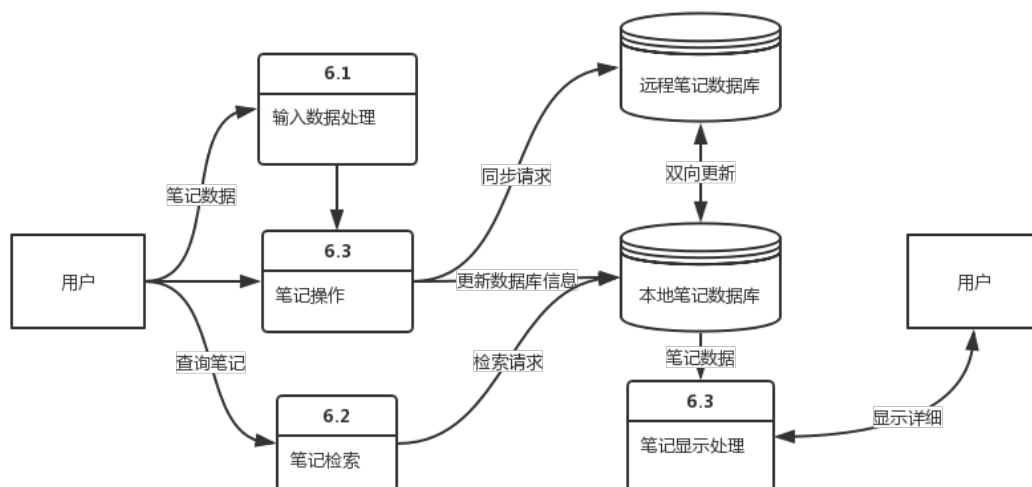 6.1
输入数据处理
远程笔记数据库
同步请求
双向更新
笔记数据
6.3
笔记操作
用户
更新数据库信息
本地笔记数据库
用户
查询笔记
检索请求
笔记数据
6.2
笔记检索
6.3
笔记显示处理
显示详细